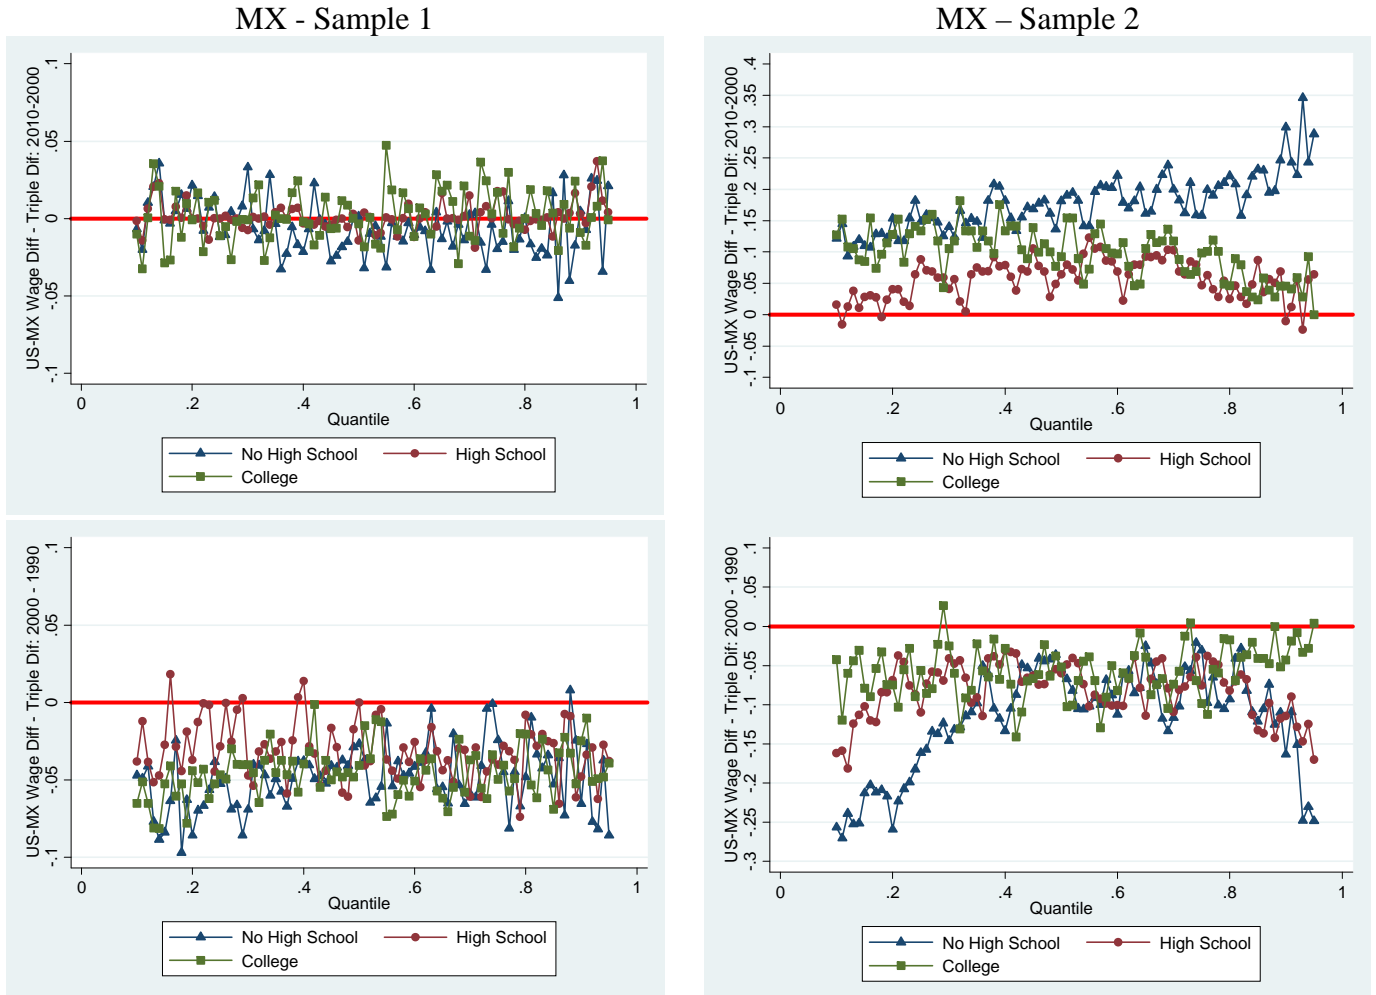 MX - Sample 1
US-MX Wage Diff - Triple Dif: 2010-2000
.1
.05
0
-.05
-.1
0 .2 .4 .6 .8 1
Quantile
No High School High School
College
MX – Sample 2
US-MX Wage Diff - Triple Dif: 2010-2000
.4
.35
.3
.25
.2
.15
.1
.05
0
-.05
-.1
0 .2 .4 .6 .8 1
Quantile
No High School High School
College
US-MX Wage Diff - Triple Dif: 2000 - 1990
.1
.05
0
-.05
-.1
0 .2 .4 .6 .8 1
Quantile
No High School High School
College
US-MX Wage Diff - Triple Dif: 2000 - 1990
.1
.05
0
-.05
-.1
-.15
-.2
-.25
-.3
0 .2 .4 .6 .8 1
Quantile
No High School High School
College